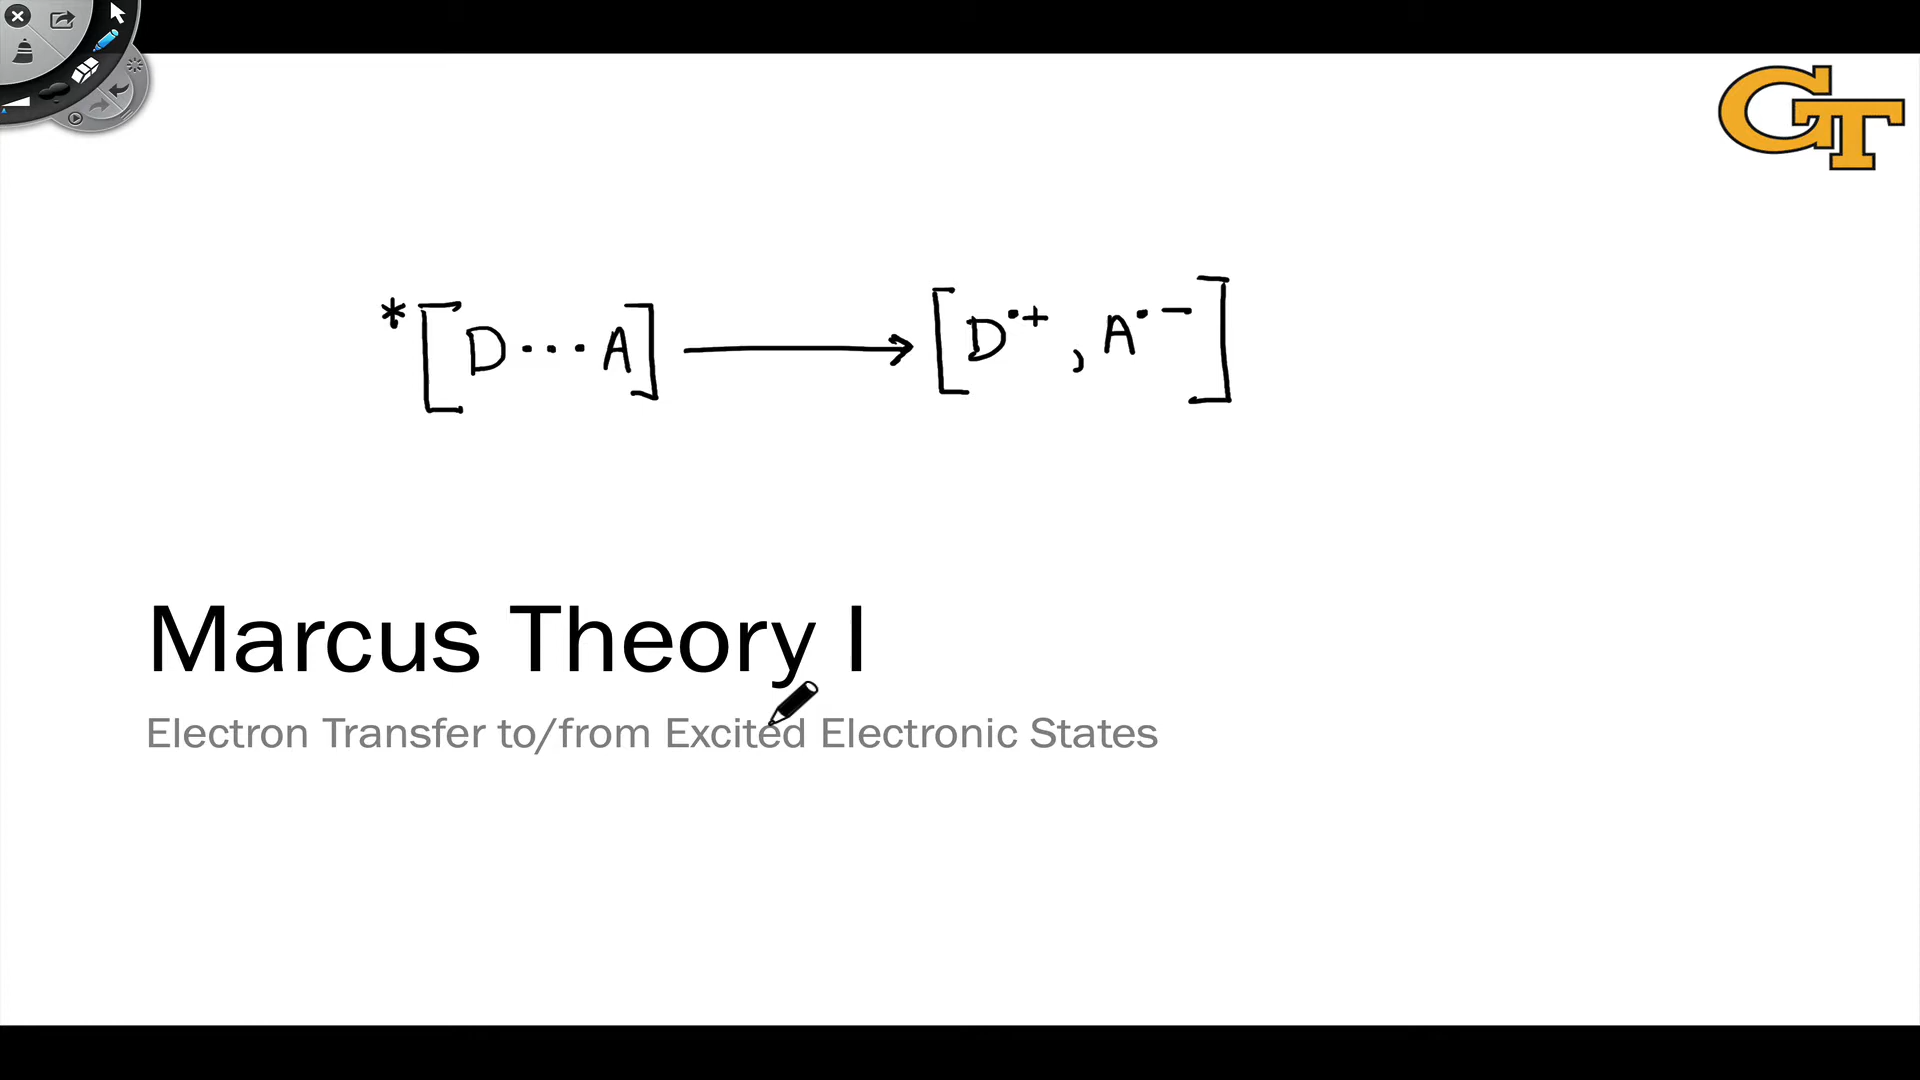 GT
*[D···A] ⟶ [D•+, A•−]
Marcus Theory I
Electron Transfer to/from Excited Electronic States